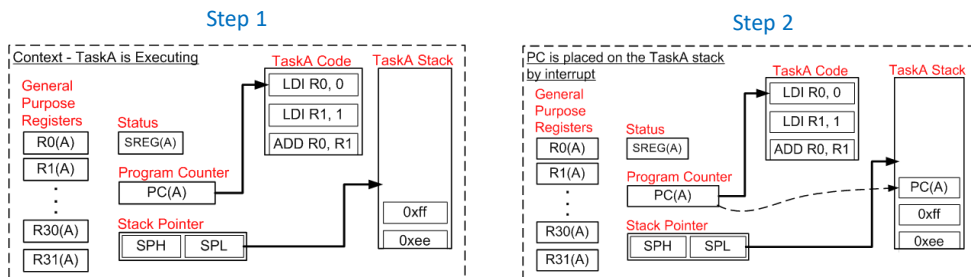 Step 1
Context - TaskA is Executing
TaskA Code
TaskA Stack
General
Purpose
Registers
R0(A)
R1(A)
R30(A)
R31(A)
Status
SREG(A)
Program Counter
PC(A)
Stack Pointer
SPH
SPL
LDI R0, 0
LDI R1, 1
ADD R0, R1
0xff
0xee
Step 2
PC is placed on the TaskA stack
by interrupt
TaskA Code
TaskA Stack
General
Purpose
Registers
R0(A)
R1(A)
R30(A)
R31(A)
Status
SREG(A)
Program Counter
PC(A)
Stack Pointer
SPH
SPL
LDI R0, 0
LDI R1, 1
ADD R0, R1
PC(A)
0xff
0xee